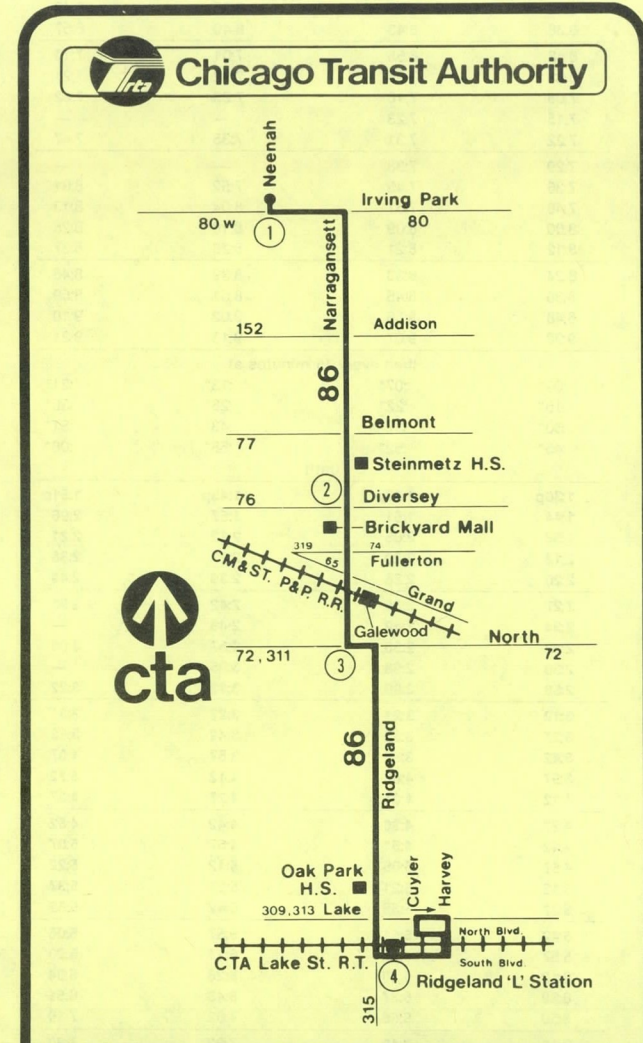 rta Chicago Transit Authority
Neenah
Irving Park
80 w
80
1
Narragansett
152
Addison
86
Belmont
77
Steinmetz H.S.
2
76
Diversey
Brickyard Mall
319
74
65
Fullerton
CM&ST. P&P. R.R.
Grand
Galewood
North
72, 311
72
3
cta
86
Ridgeland
Oak Park
H.S.
Cuyler
Harvey
309,313 Lake
North Blvd.
CTA Lake St. R.T.
South Blvd.
4
Ridgeland 'L' Station
315